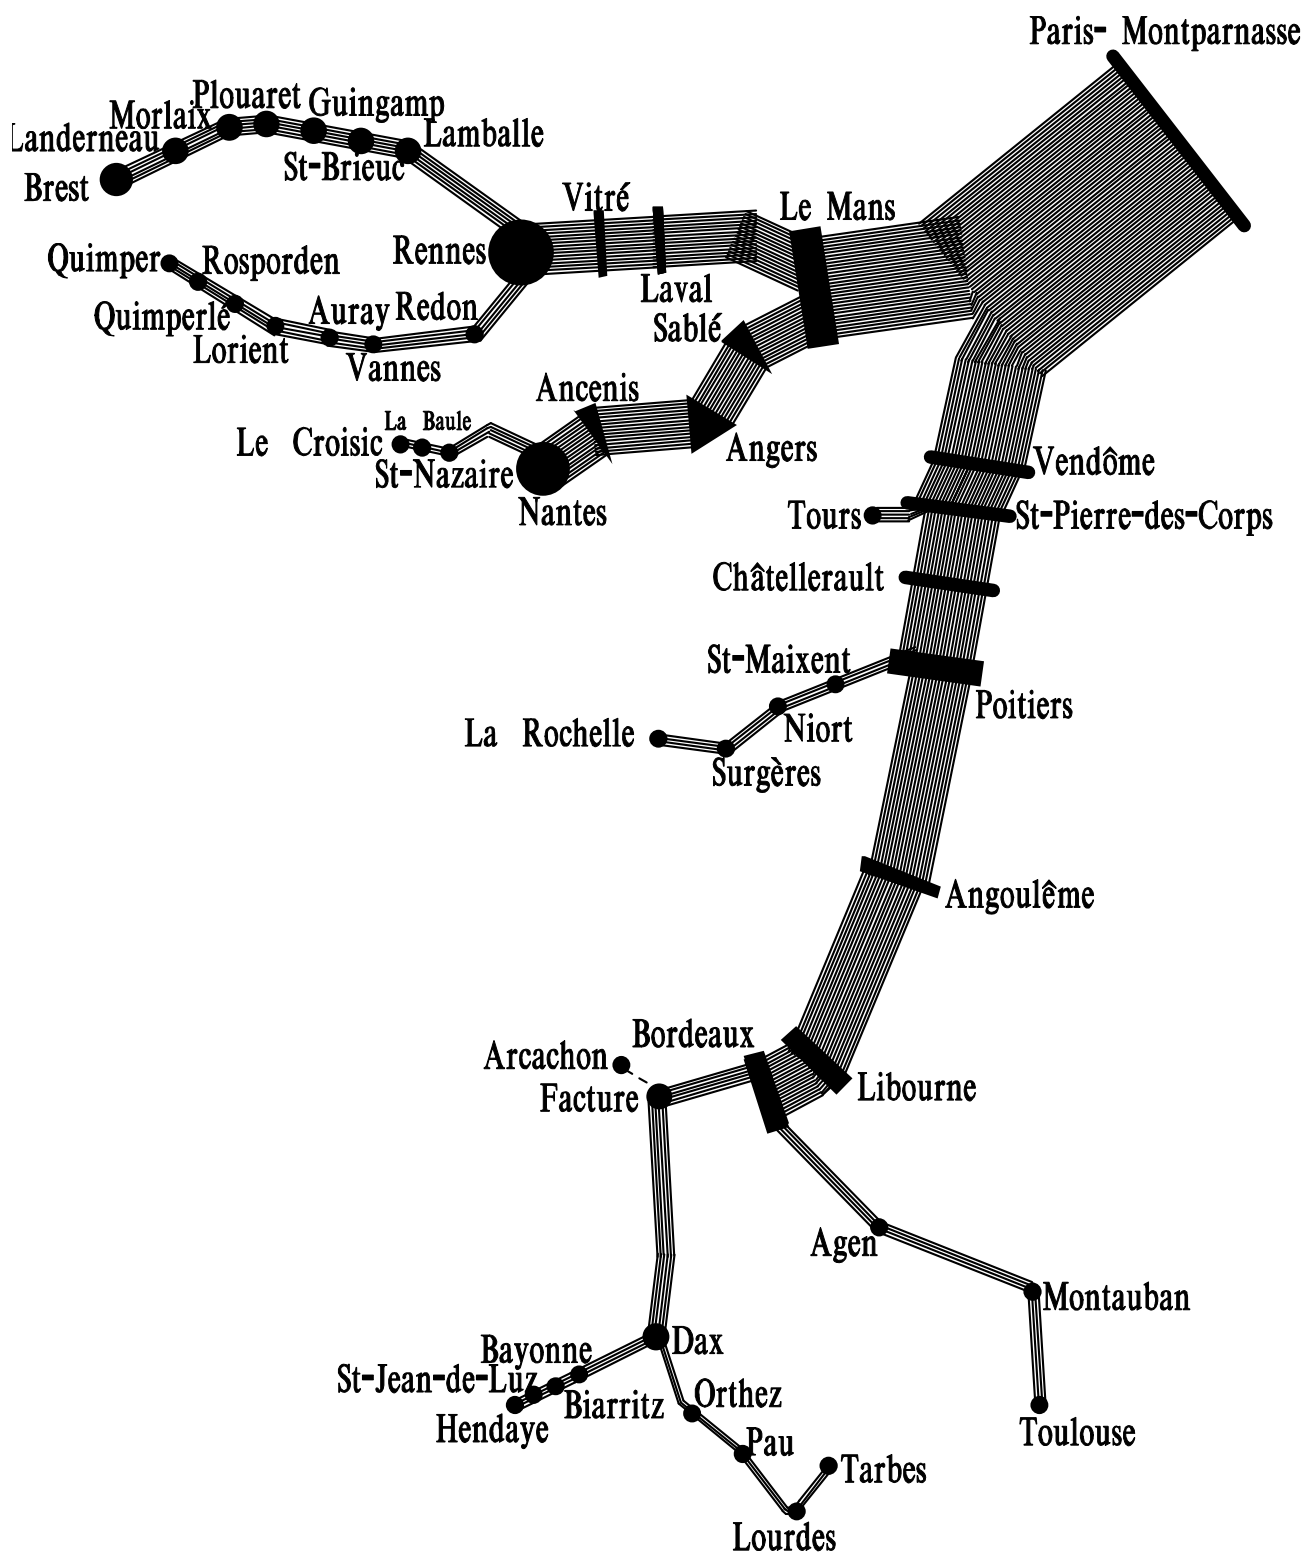 Paris- Montparnasse
Plouaret
Guingamp
Morlaix
Landerneau
Lamballe
St-Brieuc
Brest
Vitré
Le Mans
Rennes
Quimper
Rosporden
Laval
Quimperlé
Auray
Redon
Sablé
Lorient
Vannes
Ancenis
La Baule
Le Croisic
Angers
St-Nazaire
Vendôme
Nantes
Tours
St-Pierre-des-Corps
Châtellerault
St-Maixent
Poitiers
Niort
La Rochelle
Surgères
Angoulême
Bordeaux
Arcachon
Libourne
Facture
Agen
Montauban
Dax
Bayonne
St-Jean-de-Luz
Orthez
Biarritz
Hendaye
Toulouse
Pau
Tarbes
Lourdes